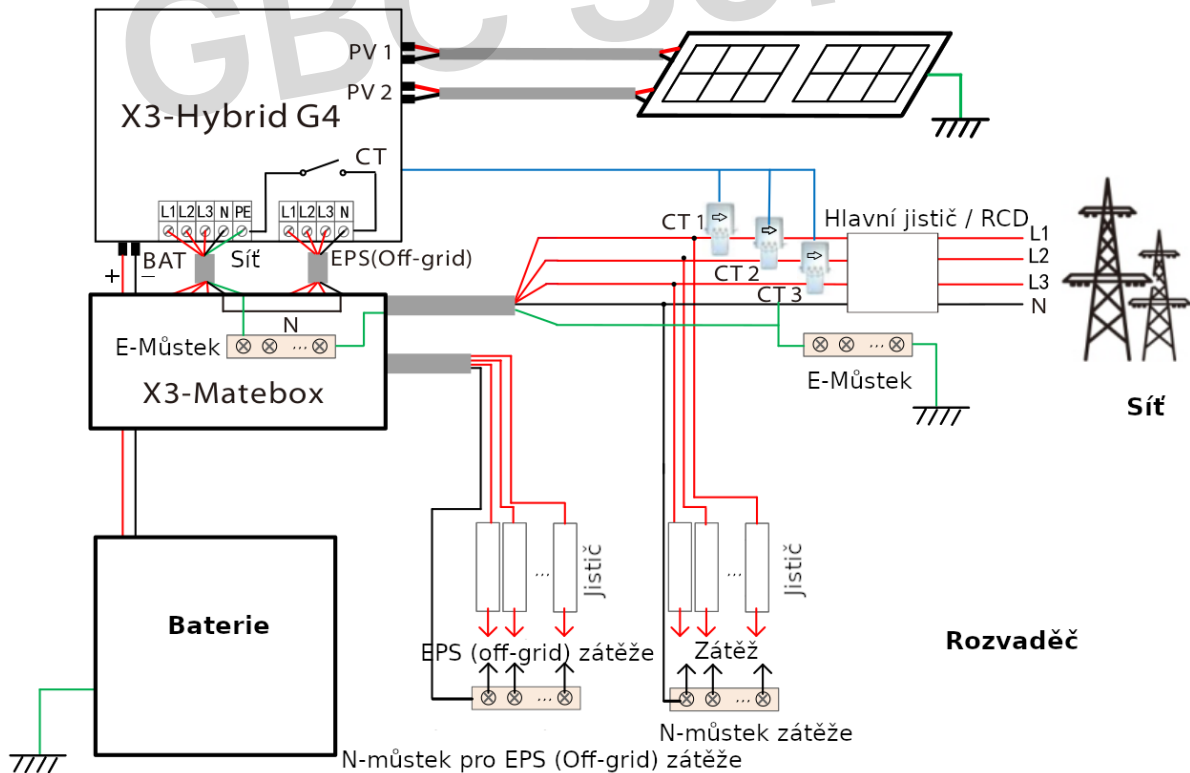 GBC Sol
PV 1
PV 2
X3-Hybrid G4
CT
L1 L2 L3 N PE
L1 L2 L3 N
+ BAT –
Síť
EPS(Off-grid)
CT 1
CT 2
CT 3
Hlavní jistič / RCD
L1
L2
L3
N
N
E-Můstek
...
X3-Matebox
...
E-Můstek
Síť
...
Jistič
...
Jistič
Baterie
EPS (off-grid) zátěže
Zátěž
Rozvaděč
...
...
N-můstek zátěže
N-můstek pro EPS (Off-grid) zátěže